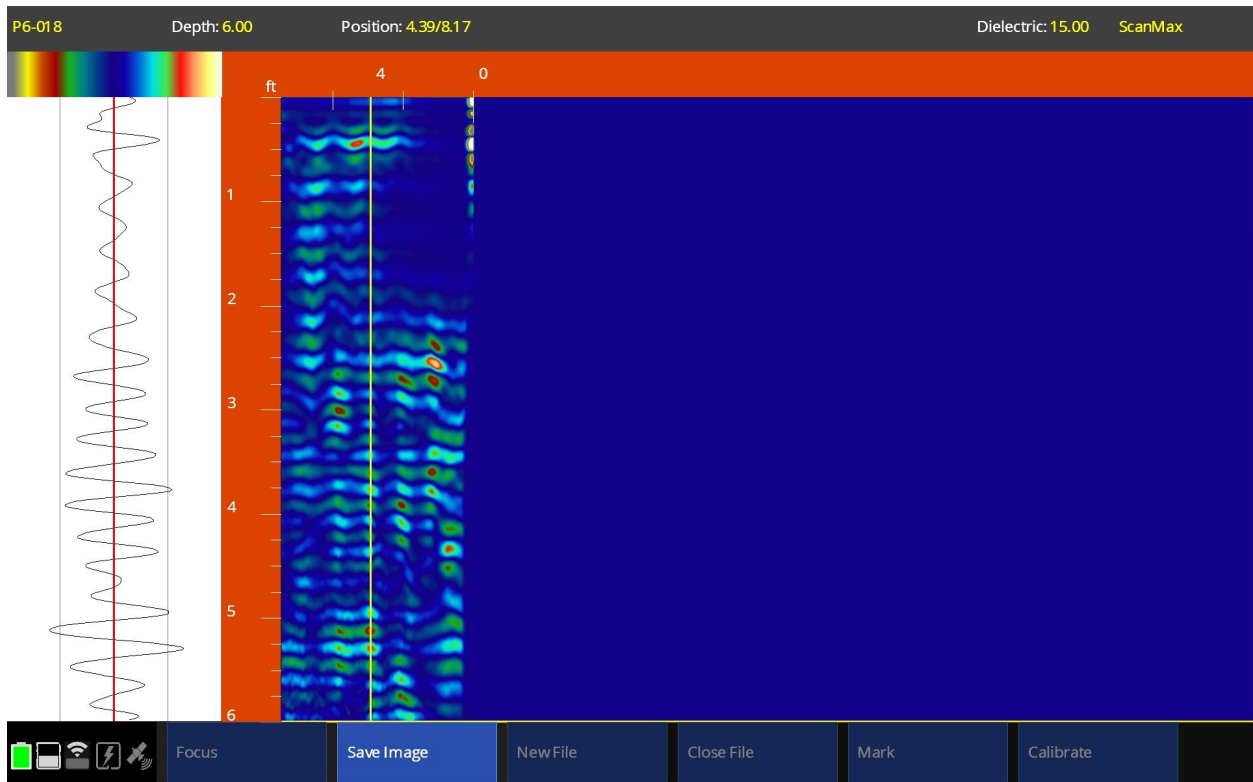 P6-018 Depth: 6.00 Position: 4.39/8.17 Dielectric: 15.00 ScanMax
ft 4 0
1
2
3
4
5
6
Focus Save Image New File Close File Mark Calibrate